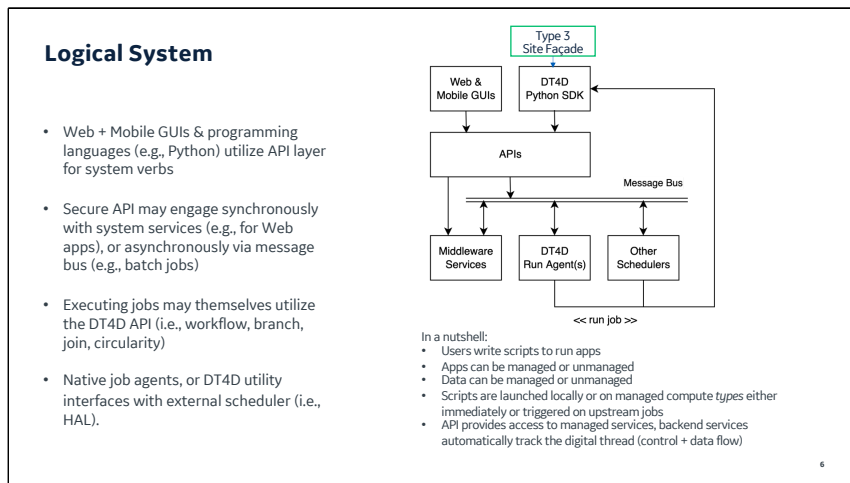 Logical System
• Web + Mobile GUIs & programming
languages (e.g., Python) utilize API layer
for system verbs
• Secure API may engage synchronously
with system services (e.g., for Web
apps), or asynchronously via message
bus (e.g., batch jobs)
• Executing jobs may themselves utilize
the DT4D API (i.e., workflow, branch,
join, circularity)
• Native job agents, or DT4D utility
interfaces with external scheduler (i.e.,
HAL).
Type 3
Site Façade
Web &
Mobile GUIs
DT4D
Python SDK
APIs
Message Bus
Middleware
Services
DT4D
Run Agent(s)
Other
Schedulers
<< run job >>
In a nutshell:
• Users write scripts to run apps
• Apps can be managed or unmanaged
• Data can be managed or unmanaged
• Scripts are launched locally or on managed compute types either
immediately or triggered on upstream jobs
• API provides access to managed services, backend services
automatically track the digital thread (control + data flow)
6